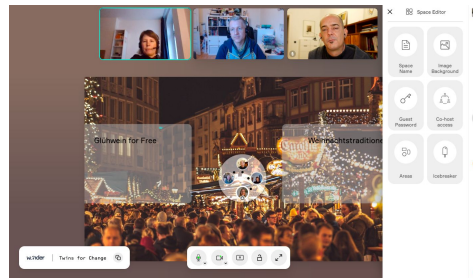 Space Editor
Space
Name
Image
Background
Glühwein for Free
Weihnachtstraditione
Guest
Password
Co-host
access
Areas
Icebreaker
wonder
Twins for Change